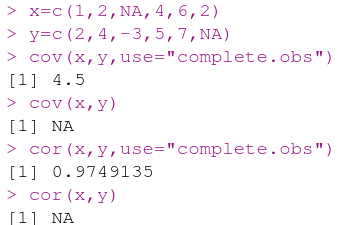 > x=c(1,2,NA,4,6,2)
> y=c(2,4,-3,5,7,NA)
> cov(x,y,use="complete.obs")
[1] 4.5
> cov(x,y)
[1] NA
> cor(x,y,use="complete.obs")
[1] 0.9749135
> cor(x,y)
[1] NA